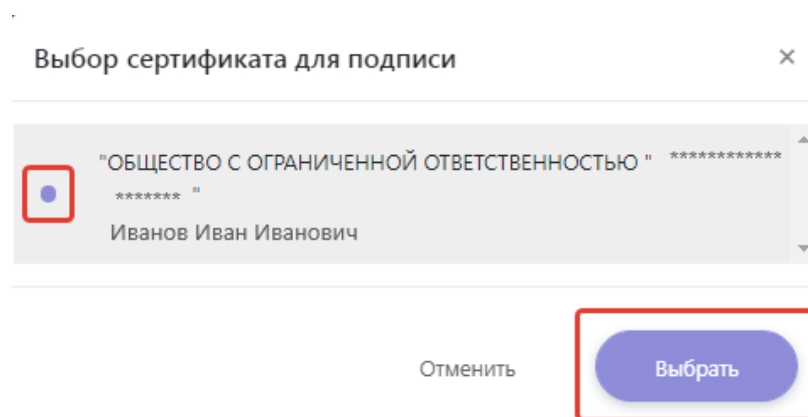 Выбор сертификата для подписи ×
"ОБЩЕСТВО С ОГРАНИЧЕННОЙ ОТВЕТСТВЕННОСТЬЮ " ************
******* "
Иванов Иван Иванович
Отменить Выбрать